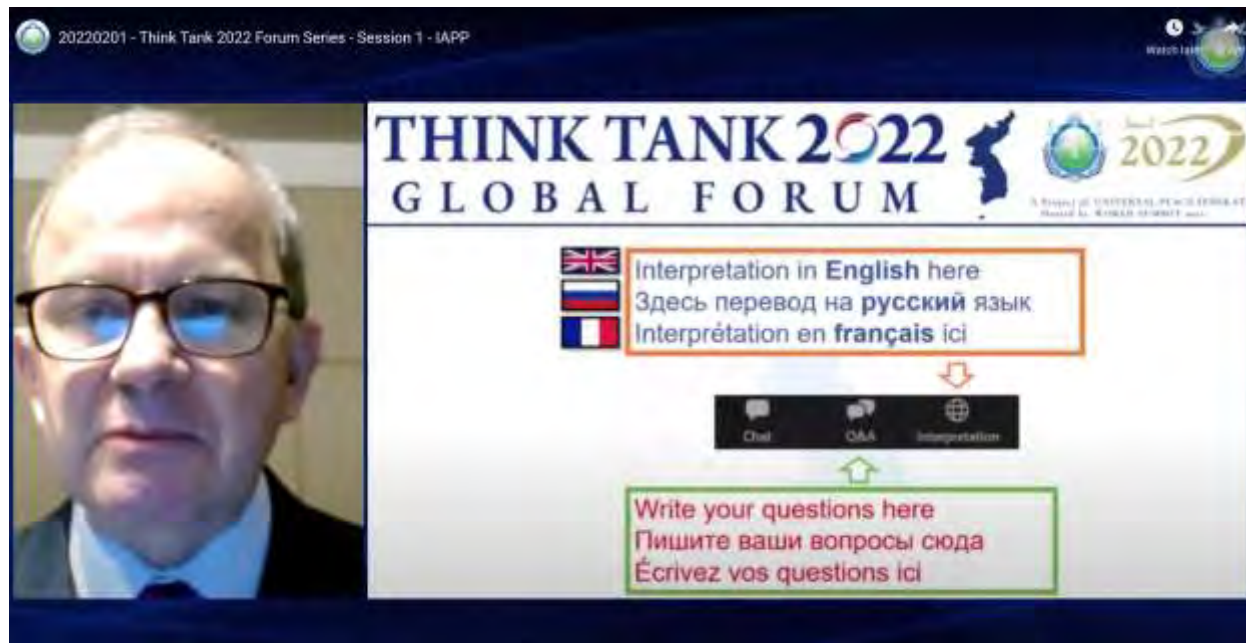 20220201 - Think Tank 2022 Forum Series - Session 1 - IAPP
THINK TANK 2022
GLOBAL FORUM
2022
Interpretation in English here
Здесь перевод на русский язык
Interprétation en français ici
Chat
Q&A
Interpretation
Write your questions here
Пишите ваши вопросы сюда
Écrivez vos questions ici